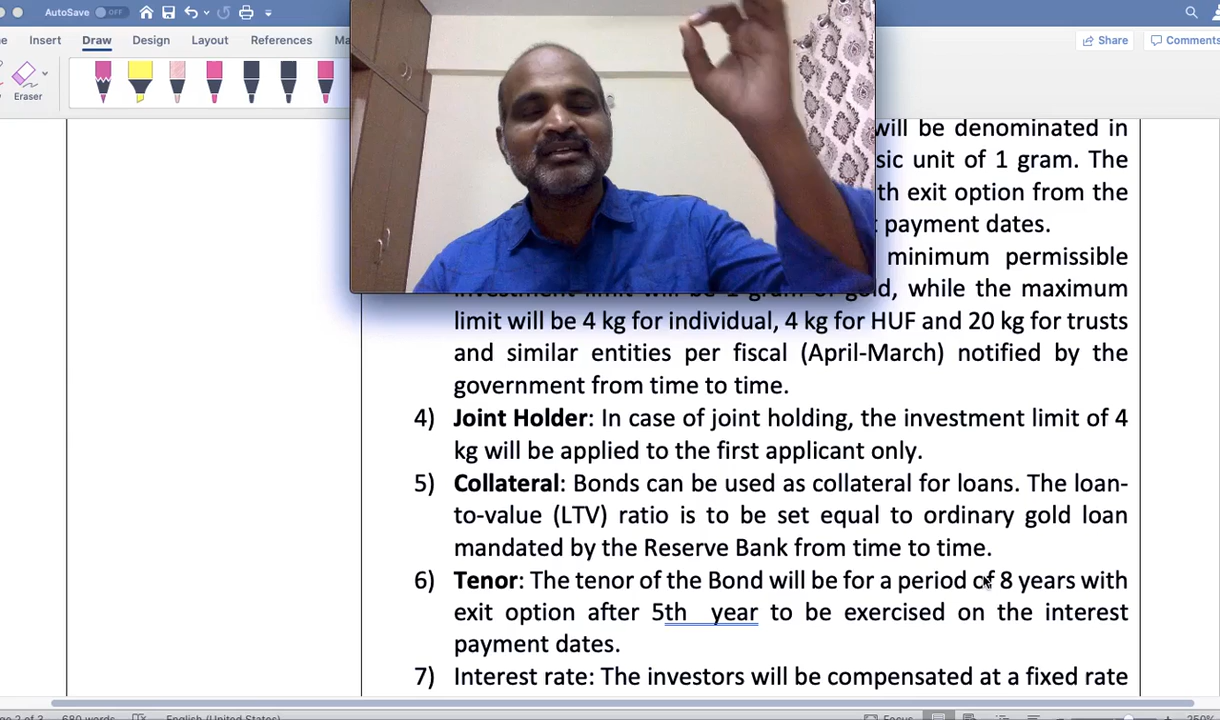 AutoSave OFF
Insert Draw Design Layout References
Share Comments
Eraser
will be denominated in
unit of 1 gram. The
exit option from the
payment dates.
minimum permissible
gold, while the maximum
limit will be 4 kg for individual, 4 kg for HUF and 20 kg for trusts
and similar entities per fiscal (April-March) notified by the
government from time to time.
4) Joint Holder: In case of joint holding, the investment limit of 4
kg will be applied to the first applicant only.
5) Collateral: Bonds can be used as collateral for loans. The loan-
to-value (LTV) ratio is to be set equal to ordinary gold loan
mandated by the Reserve Bank from time to time.
6) Tenor: The tenor of the Bond will be for a period of 8 years with
exit option after 5th year to be exercised on the interest
payment dates.
7) Interest rate: The investors will be compensated at a fixed rate
680 words English (United States) Focus 250%